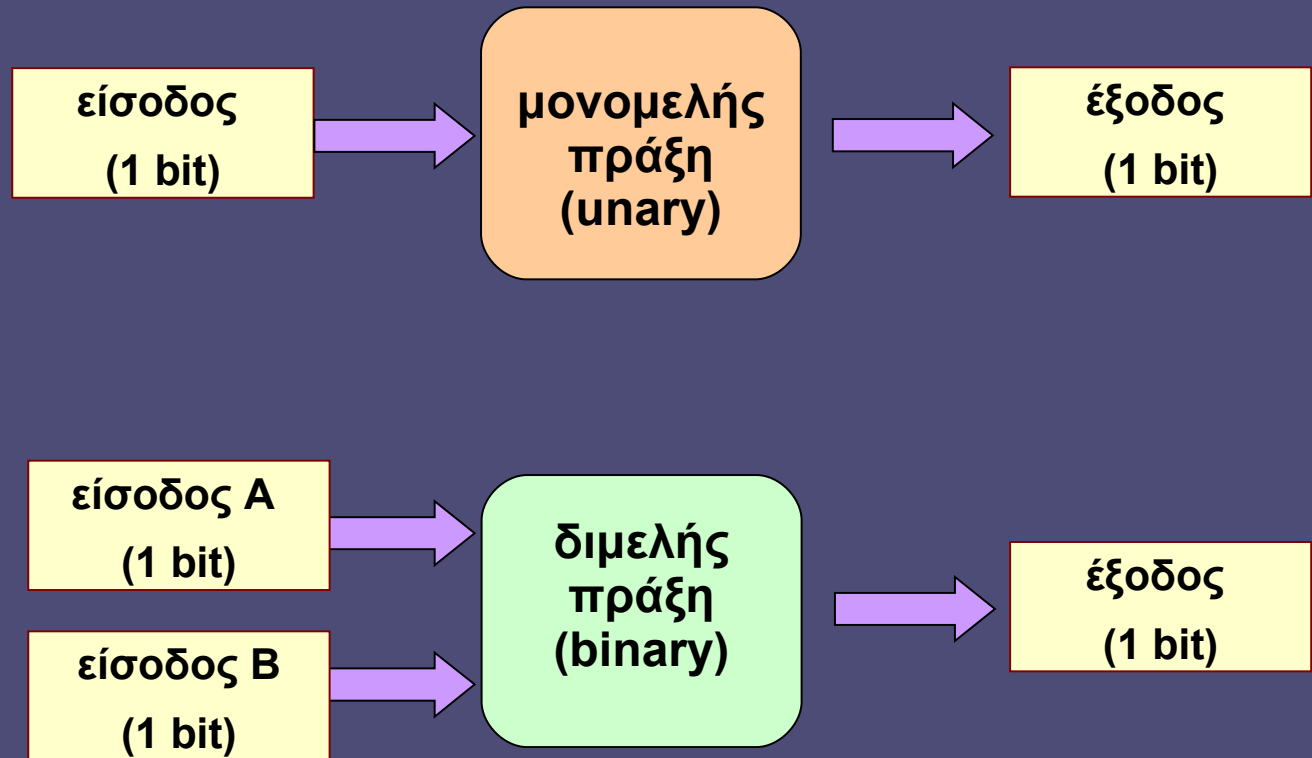 είσοδος
(1 bit)
μονομελής
πράξη
(unary)
έξοδος
(1 bit)
είσοδος A
(1 bit)
είσοδος B
(1 bit)
διμελής
πράξη
(binary)
έξοδος
(1 bit)